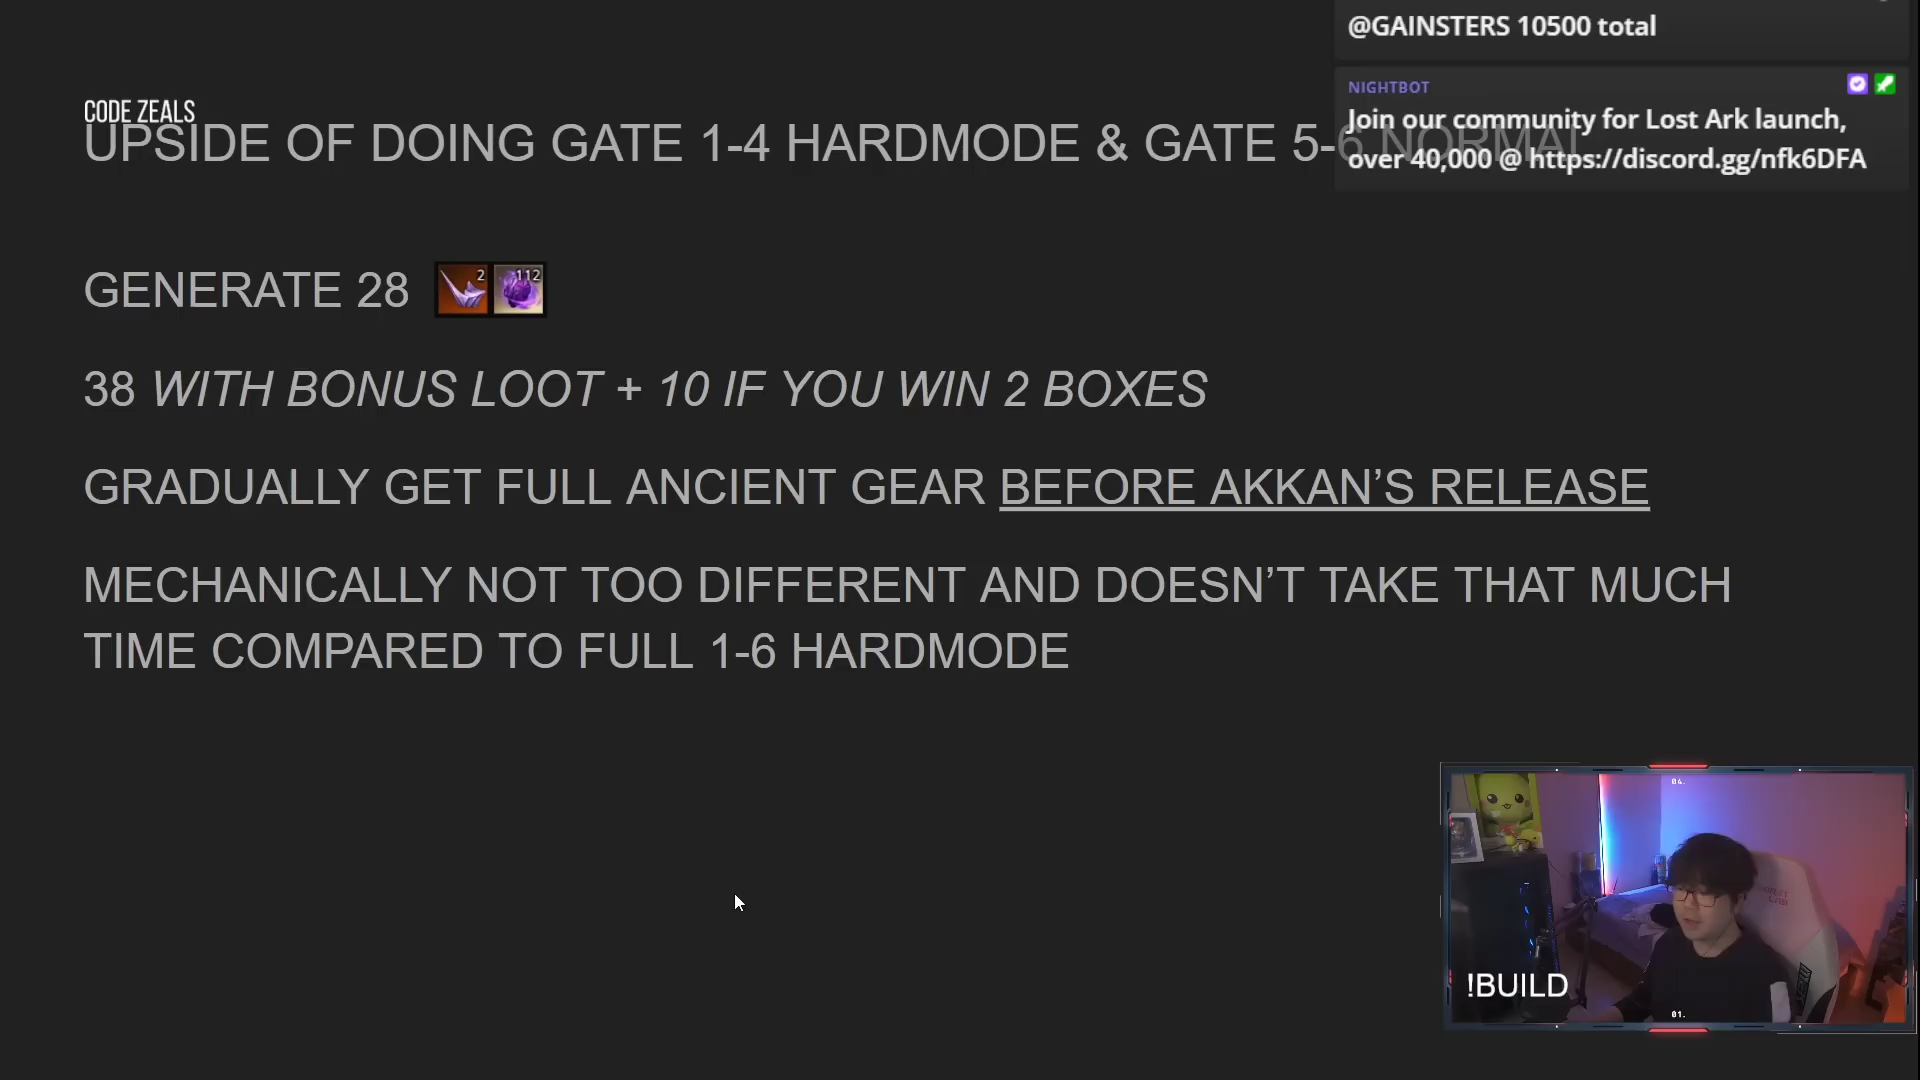 @GAINSTERS 10500 total
NIGHTBOT
Join our community for Lost Ark launch,
over 40,000 @ https://discord.gg/nfk6DFA
CODE ZEALS
UPSIDE OF DOING GATE 1-4 HARDMODE & GATE 5-6 NORMAL
GENERATE 28
2
112
38 WITH BONUS LOOT + 10 IF YOU WIN 2 BOXES
GRADUALLY GET FULL ANCIENT GEAR BEFORE AKKAN’S RELEASE
MECHANICALLY NOT TOO DIFFERENT AND DOESN’T TAKE THAT MUCH
TIME COMPARED TO FULL 1-6 HARDMODE
04.
!BUILD
01.